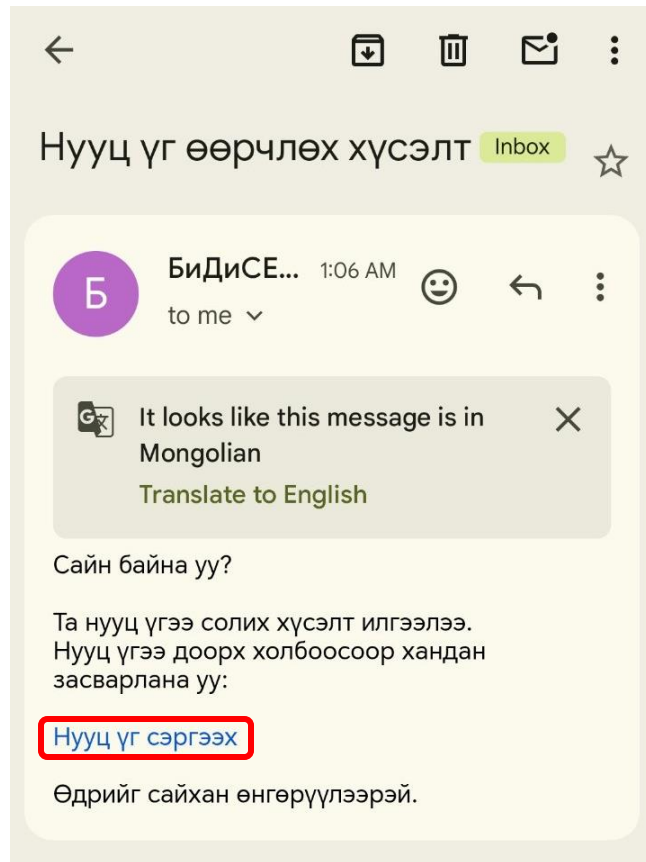 Нууц үг өөрчлөх хүсэлт Inbox
Б
БиДиСЕ... 1:06 AM
to me
It looks like this message is in
Mongolian
Translate to English
Сайн байна уу?
Та нууц үгээ солих хүсэлт илгээлээ.
Нууц үгээ доорх холбоосоор хандан
засварлана уу:
Нууц үг сэргээх
Өдрийг сайхан өнгөрүүлээрэй.